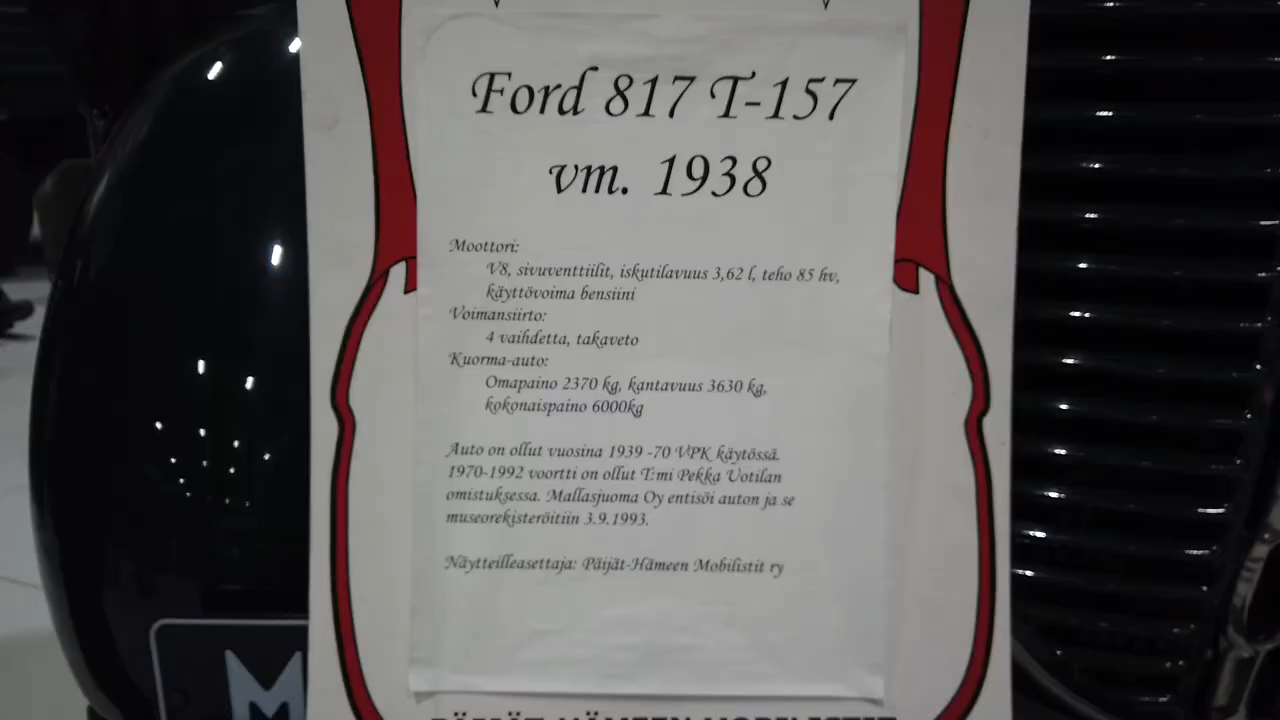 Ford 817 T-157
vm. 1938
Moottori:
V8, sivuventtiilit, iskutilavuus 3,62 l, teho 85 hv,
käyttövoima bensiini
Voimansiirto:
4 vaihdetta, takaveto
Kuorma-auto:
Omapaino 2370 kg, kantavuus 3630 kg,
kokonaispaino 6000kg
Auto on ollut vuosina 1939 -70 VPK käytössä.
1970-1992 voortti on ollut T:mi Pekka Uotilan
omistuksessa. Mallasjuoma Oy entisöi auton ja se
museorekisteröitiin 3.9.1993.
Näytteilleasettaja: Päijät-Hämeen Mobilistit ry
M
PÄIJÄT-HÄMEEN MOBILISTIT